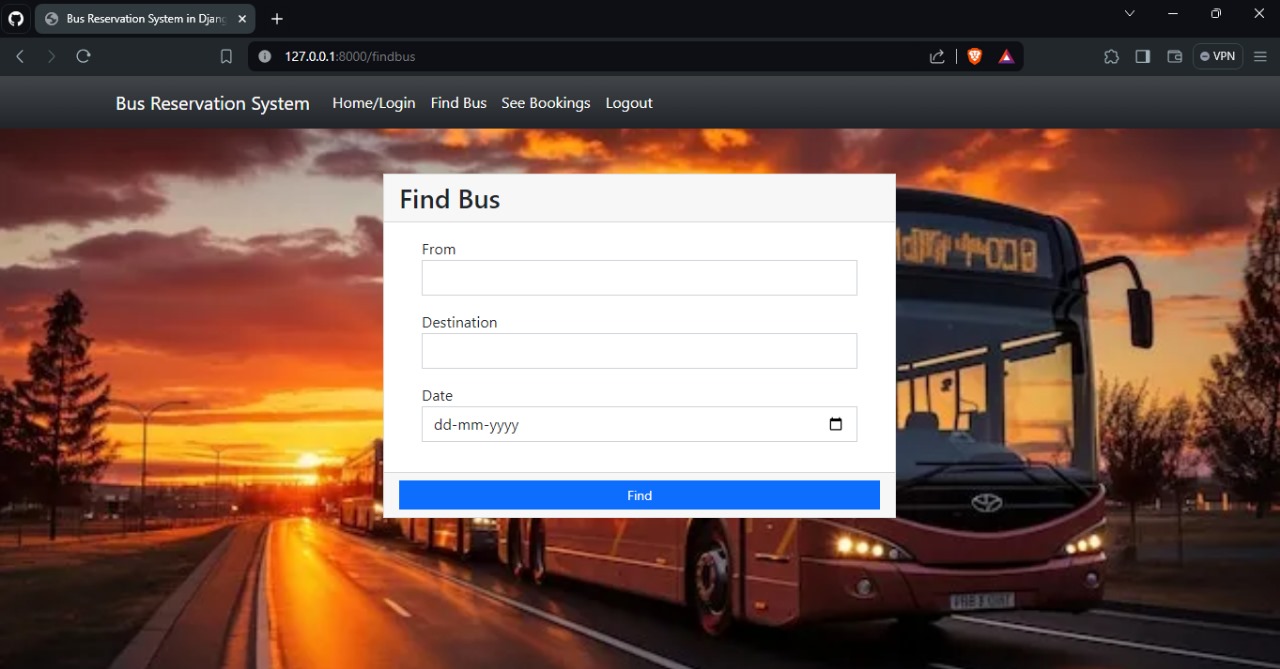 Bus Reservation System in Djang
127.0.0.1:8000/findbus
VPN
Bus Reservation System Home/Login Find Bus See Bookings Logout
Find Bus
From
Destination
Date
dd-mm-yyyy
Find